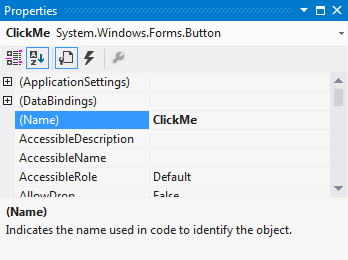 Properties
ClickMe System.Windows.Forms.Button
(ApplicationSettings)
(DataBindings)
(Name) ClickMe
AccessibleDescription
AccessibleName
AccessibleRole Default
AllowDrop False
(Name)
Indicates the name used in code to identify the object.